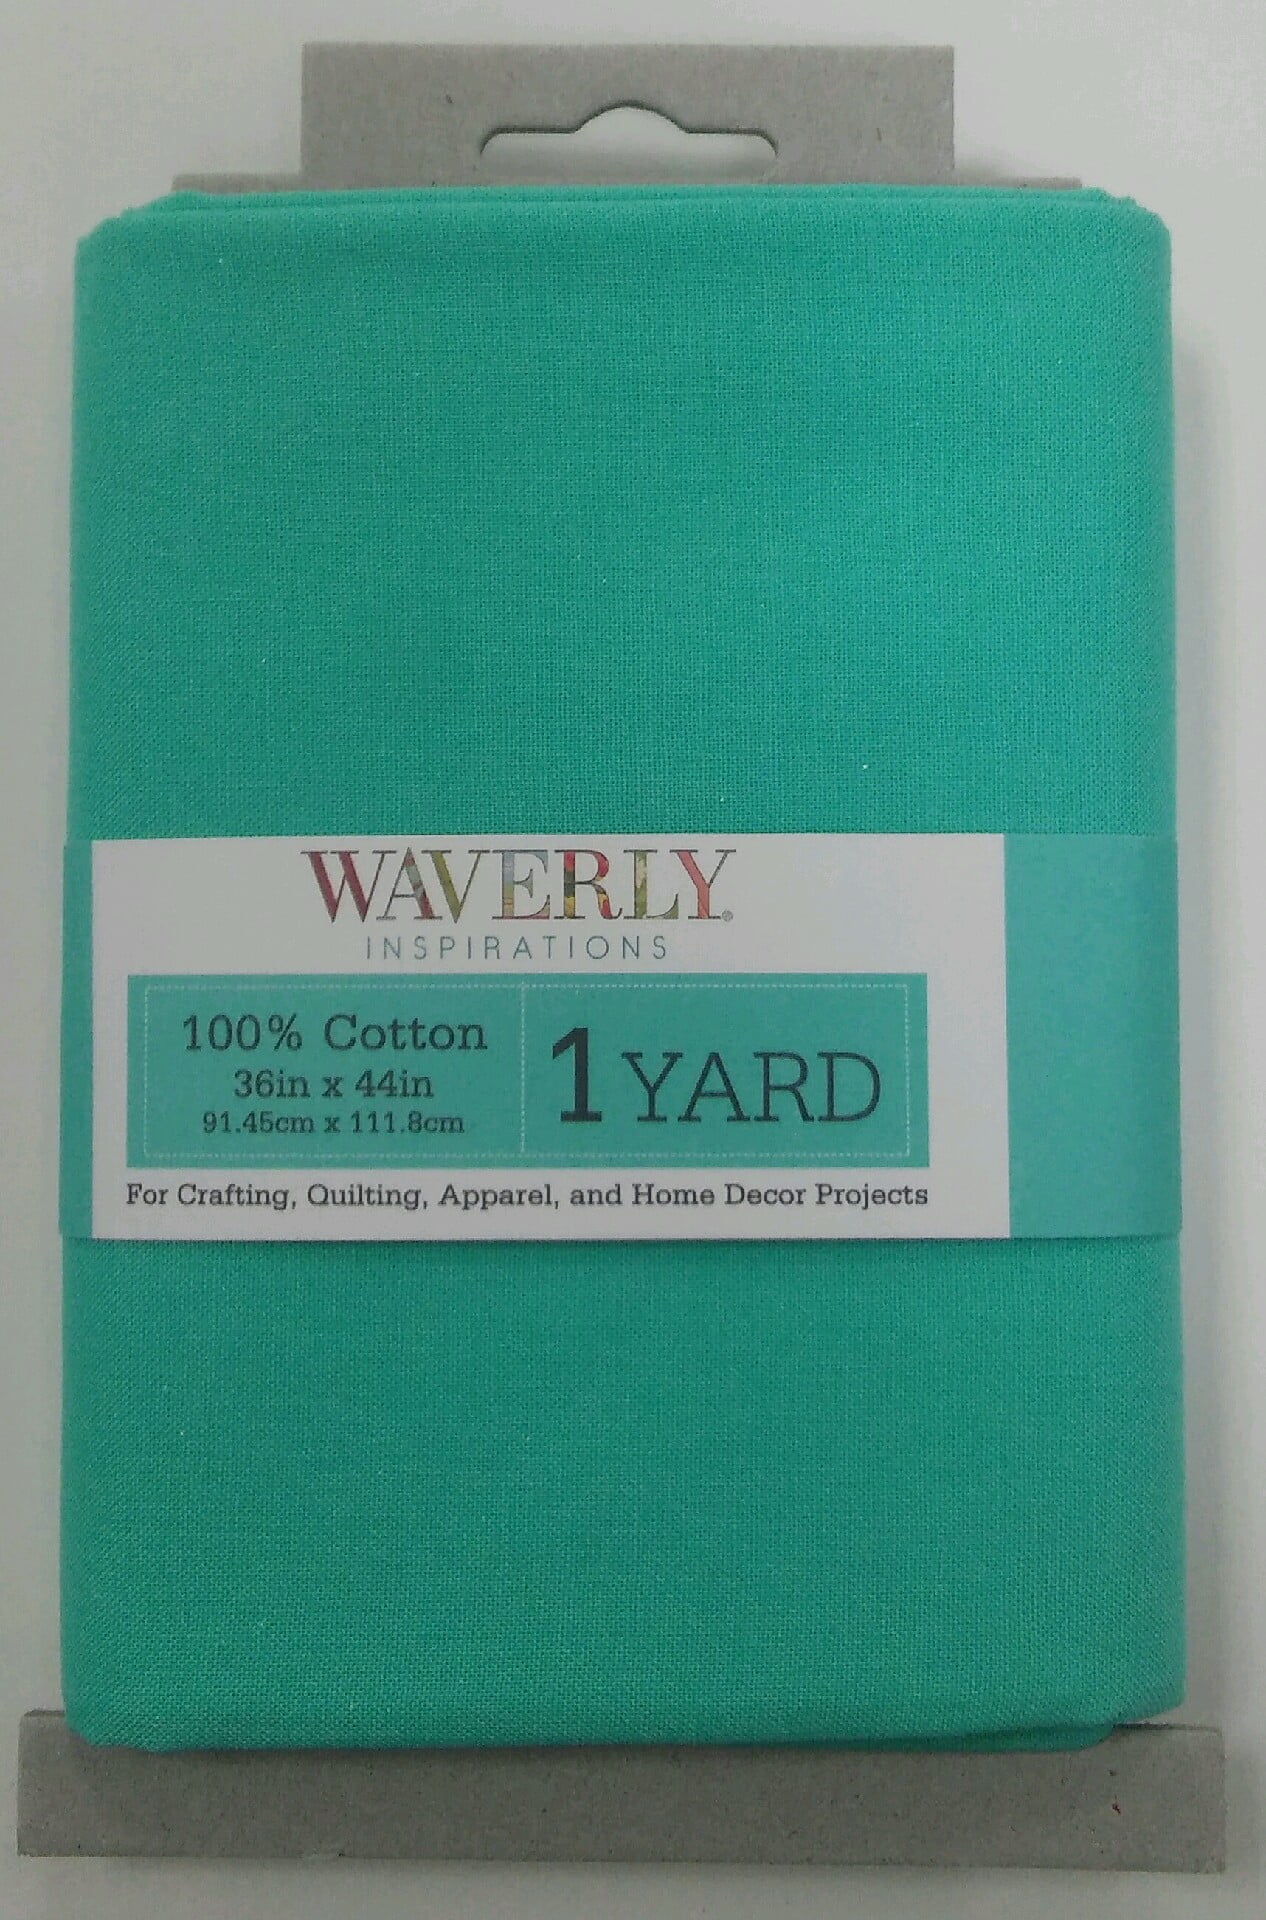 WAVERLY®
INSPIRATIONS
100% Cotton
36in x 44in
91.45cm x 111.8cm
1 YARD
For Crafting, Quilting, Apparel, and Home Decor Projects